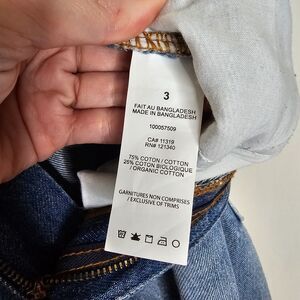 3
FAIT AU BANGLADESH
MADE IN BANGLADESH
100057509
CA# 11319
RN# 121340
75% COTON / COTTON
25% COTON BIOLOGIQUE
/ ORGANIC COTTON
GARNITURES NON COMPRISES
/ EXCLUSIVE OF TRIMS